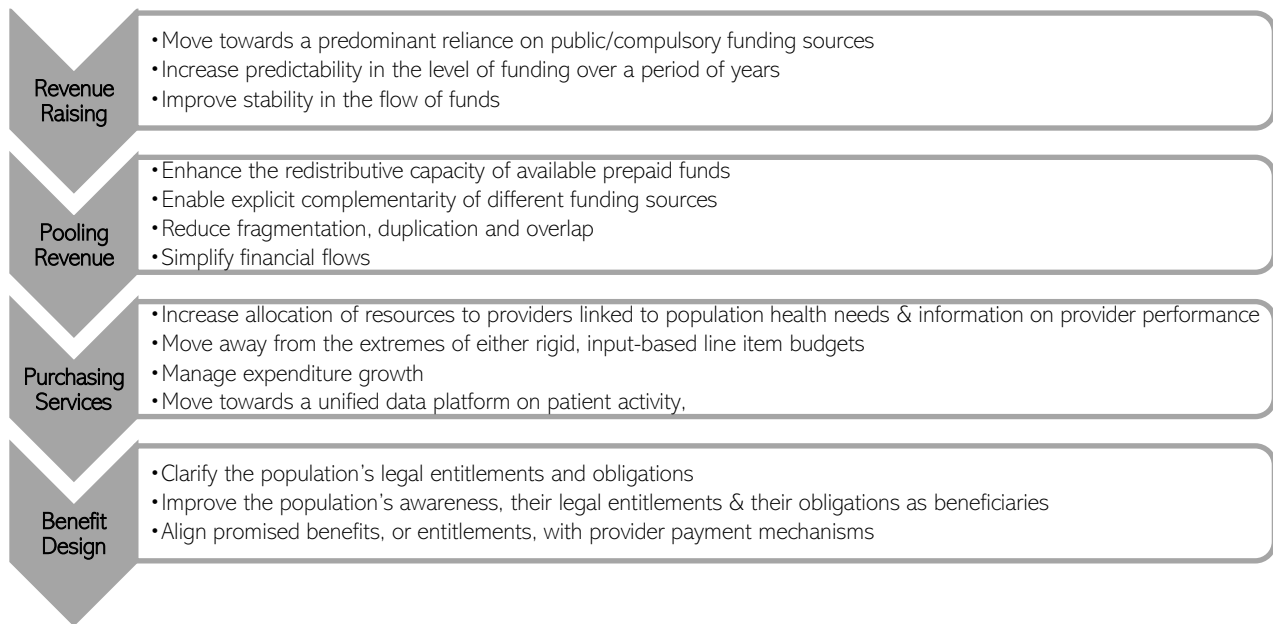 Revenue
Raising
•Move towards a predominant reliance on public/compulsory funding sources
•Increase predictability in the level of funding over a period of years
•Improve stability in the flow of funds
Pooling
Revenue
•Enhance the redistributive capacity of available prepaid funds
•Enable explicit complementarity of different funding sources
•Reduce fragmentation, duplication and overlap
•Simplify financial flows
Purchasing
Services
•Increase allocation of resources to providers linked to population health needs & information on provider performance
•Move away from the extremes of either rigid, input-based line item budgets
•Manage expenditure growth
•Move towards a unified data platform on patient activity,
Benefit
Design
•Clarify the population's legal entitlements and obligations
•Improve the population's awareness, their legal entitlements & their obligations as beneficiaries
•Align promised benefits, or entitlements, with provider payment mechanisms